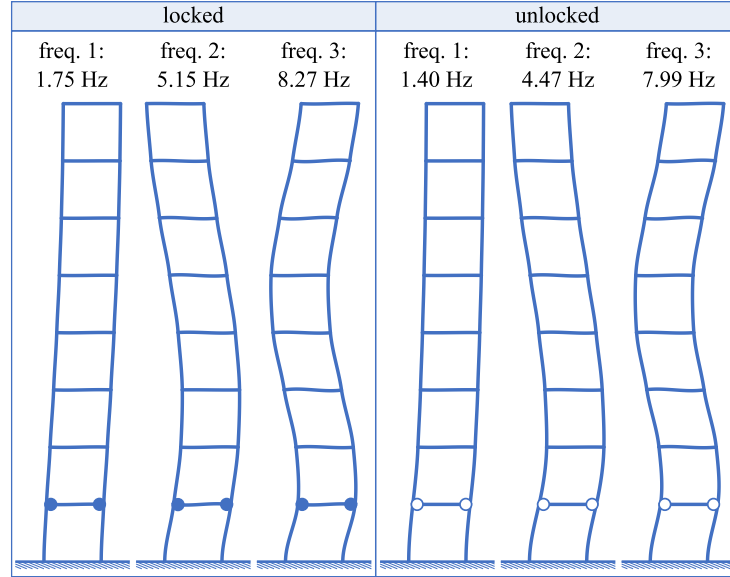 locked
unlocked
freq. 1:
1.75 Hz
freq. 2:
5.15 Hz
freq. 3:
8.27 Hz
freq. 1:
1.40 Hz
freq. 2:
4.47 Hz
freq. 3:
7.99 Hz